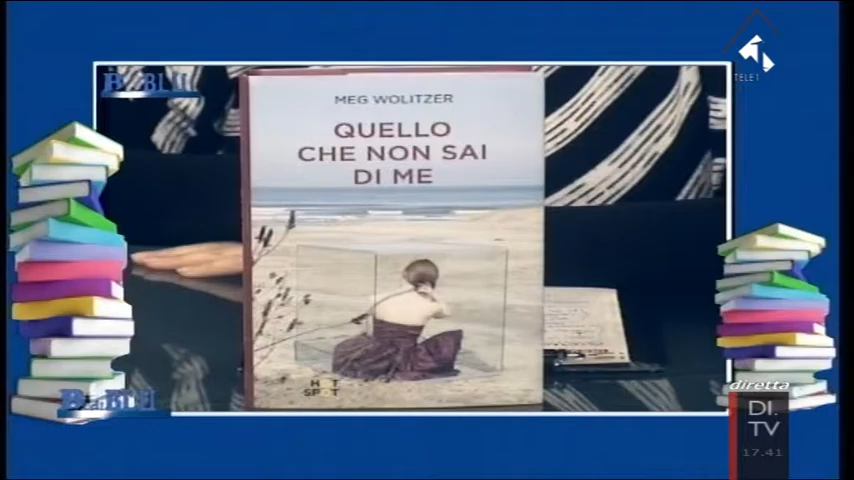 TELE1
MEG WOLITZER
QUELLO
CHE NON SAI
DI ME
HOT
SPOT
diretta
DI.
TV
17.41